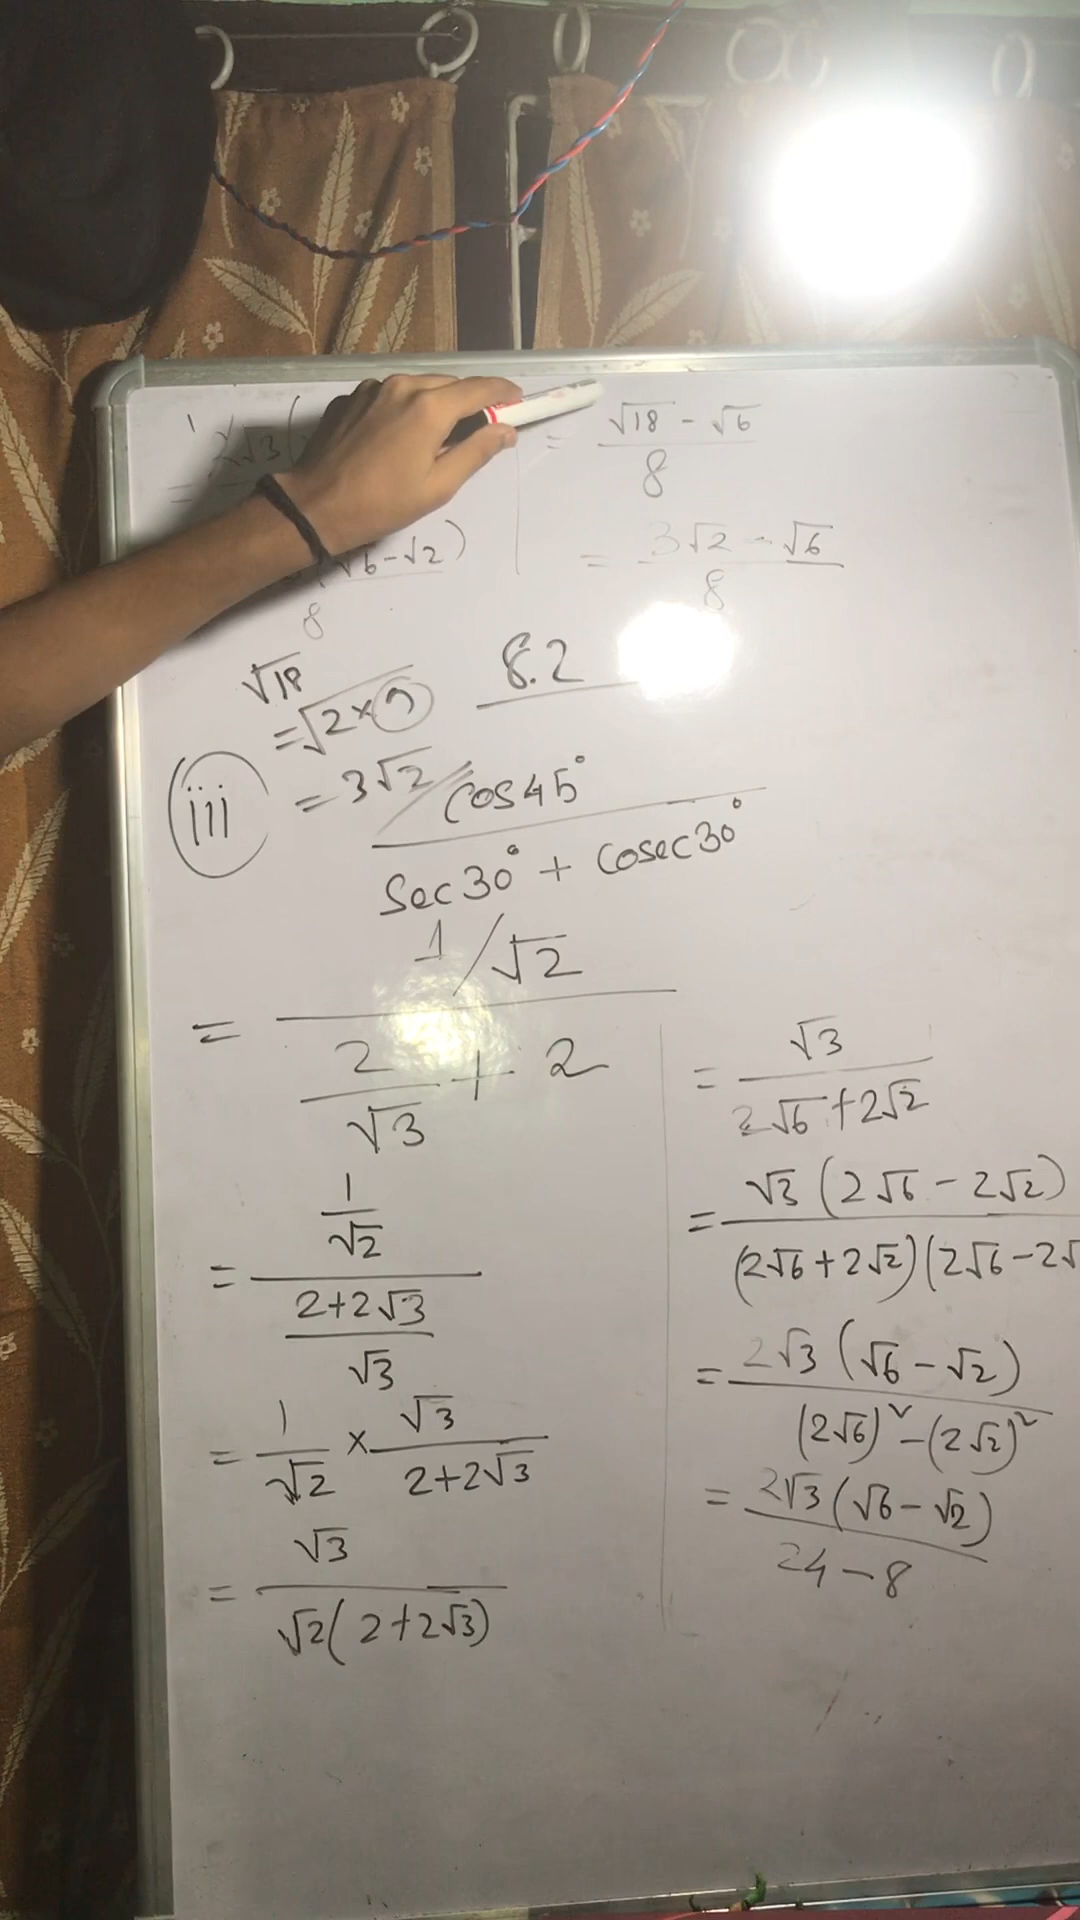 = √18 - √6 / 8
= 3√2 - √6 / 8
√6 - √2) / 8
8.2
√18
= √2×9
= 3√2
(iii) cos45° / sec30° + cosec30°
= 1/√2 / 2/√3 + 2
= 1/√2 / 2+2√3/√3
= 1/√2 × √3/2+2√3
= √3 / √2(2+2√3)
= √3 / 2√6+2√2
= √3(2√6 - 2√2) / (2√6+2√2)(2√6-2√
= 2√3(√6-√2) / (2√6)² - (2√2)²
= 2√3(√6-√2) / 24-8